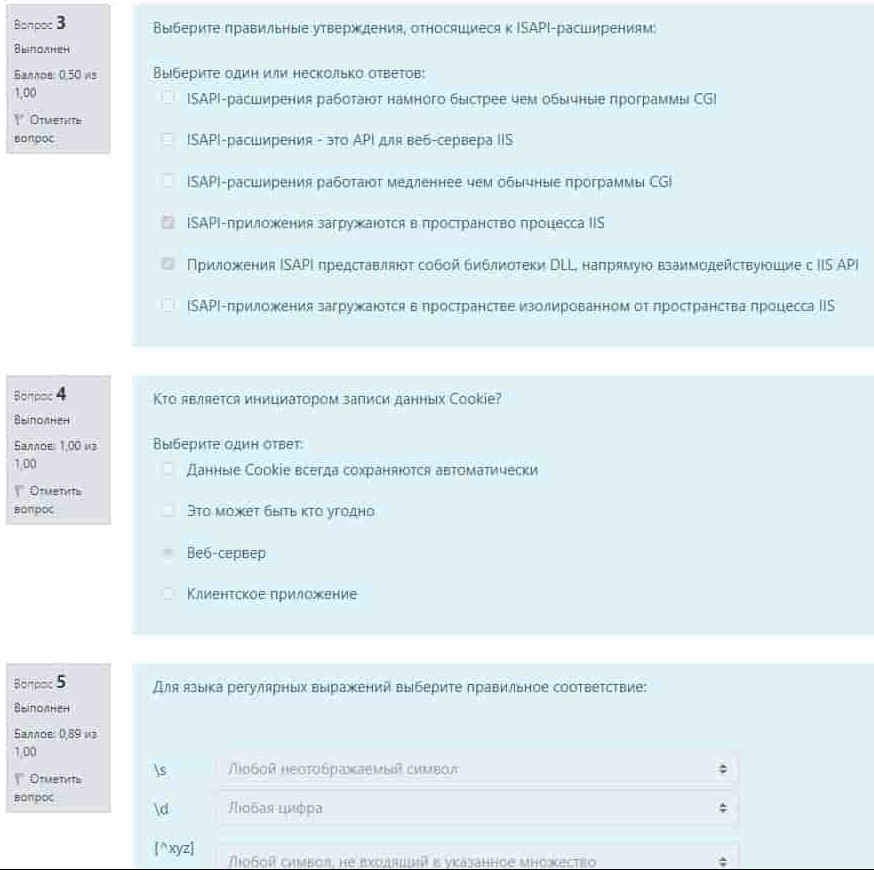 Вопрос 3
Выполнен
Баллов: 0,50 из
1,00
Отметить
вопрос
Выберите правильные утверждения, относящиеся к ISAPI-расширениям:
Выберите один или несколько ответов:
ISAPI-расширения работают намного быстрее чем обычные программы CGI
ISAPI-расширения - это API для веб-сервера IIS
ISAPI-расширения работают медленнее чем обычные программы CGI
ISAPI-приложения загружаются в пространство процесса IIS
Приложения ISAPI представляют собой библиотеки DLL, напрямую взаимодействующие с IIS API
ISAPI-приложения загружаются в пространстве изолированном от пространства процесса IIS
Вопрос 4
Выполнен
Баллов: 1,00 из
1,00
Отметить
вопрос
Кто является инициатором записи данных Cookie?
Выберите один ответ:
Данные Cookie всегда сохраняются автоматически
Это может быть кто угодно
Веб-сервер
Клиентское приложение
Вопрос 5
Выполнен
Баллов: 0,89 из
1,00
Отметить
вопрос
Для языка регулярных выражений выберите правильное соответствие:
\s Любой неотображаемый символ
\d Любая цифра
[^xyz] Любой символ, не входящий в указанное множество